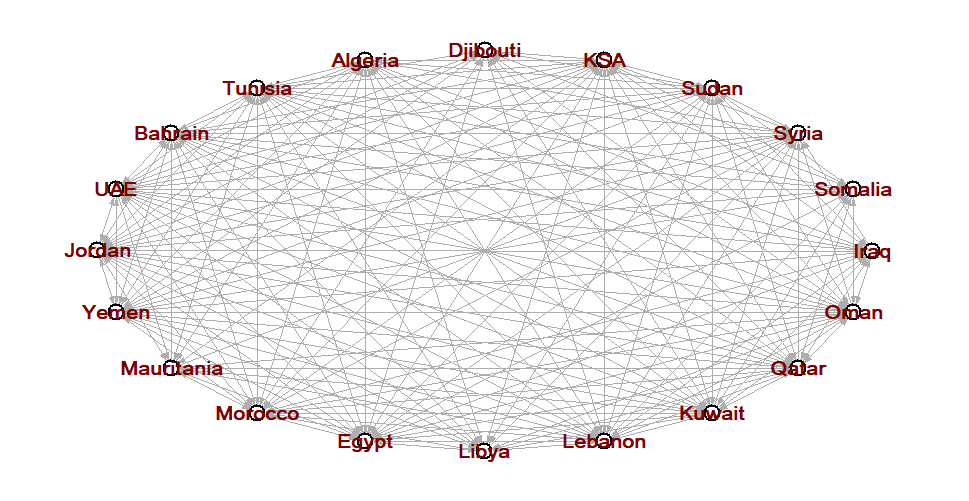 Djibouti
Algeria
KSA
Tunisia
Sudan
Bahrain
Syria
UAE
Somalia
Jordan
Iraq
Yemen
Oman
Mauritania
Qatar
Morocco
Kuwait
Egypt
Lebanon
Libya